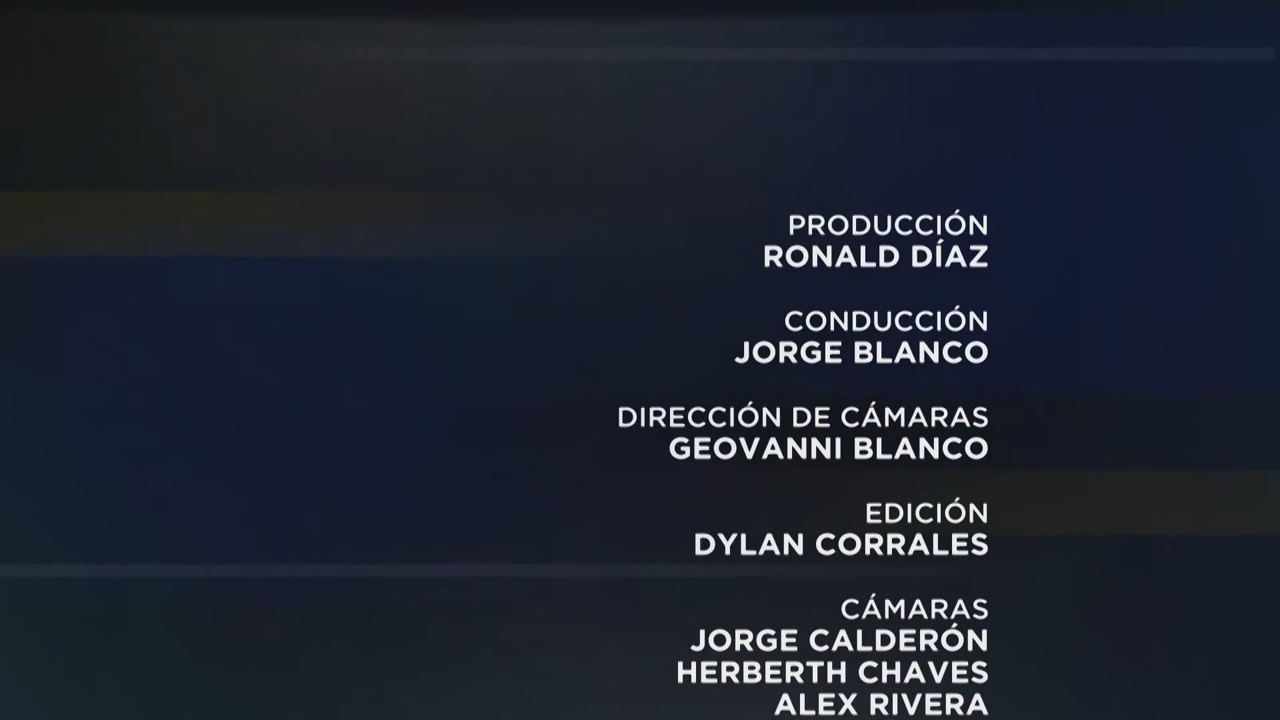 PRODUCCIÓN
RONALD DÍAZ
CONDUCCIÓN
JORGE BLANCO
DIRECCIÓN DE CÁMARAS
GEOVANNI BLANCO
EDICIÓN
DYLAN CORRALES
CÁMARAS
JORGE CALDERÓN
HERBERTH CHAVES
ALEX RIVERA